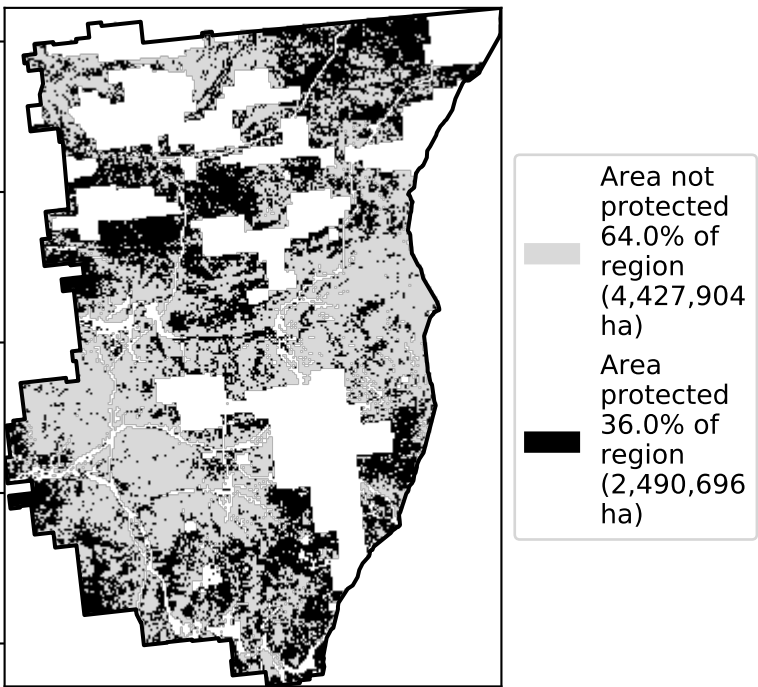 Area not
protected
64.0% of
region
(4,427,904
ha)
Area
protected
36.0% of
region
(2,490,696
ha)